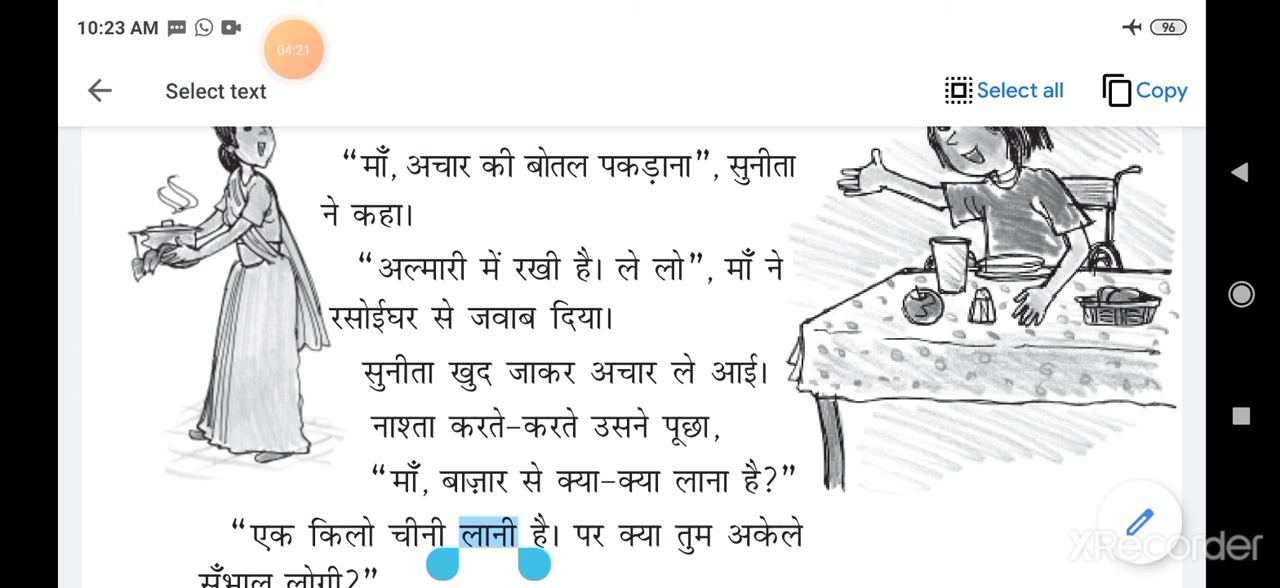 10:23 AM
96
04:21
Select text
Select all
Copy
“माँ, अचार की बोतल पकड़ाना”, सुनीता
ने कहा।
“अल्मारी में रखी है। ले लो”, माँ ने
रसोईघर से जवाब दिया।
सुनीता खुद जाकर अचार ले आई।
नाश्ता करते-करते उसने पूछा,
“माँ, बाज़ार से क्या-क्या लाना है?”
“एक किलो चीनी लानी है। पर क्या तुम अकेले
सँभाल लोगी?”
XRecorder